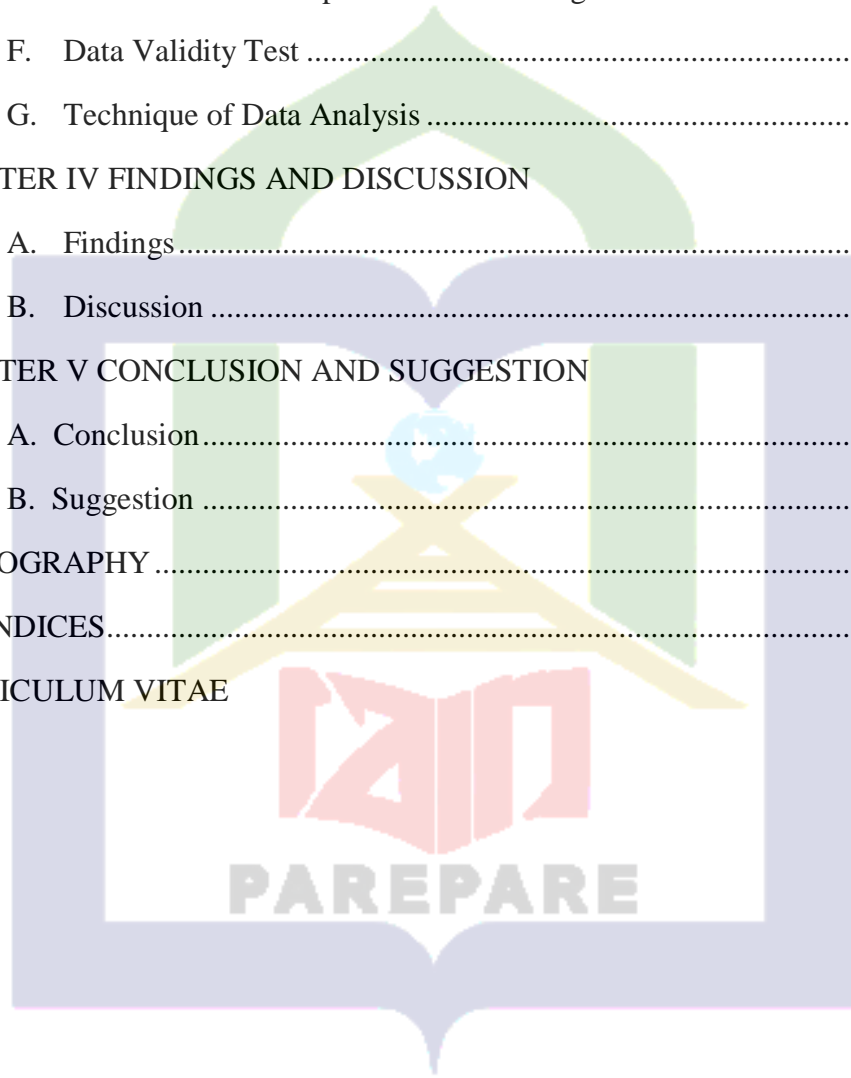 F. Data Validity Test ....................................................................................
G. Technique of Data Analysis ....................................................................................
TER IV FINDINGS AND DISCUSSION
A. Findings ....................................................................................
B. Discussion ....................................................................................
TER V CONCLUSION AND SUGGESTION
A. Conclusion ....................................................................................
B. Suggestion ....................................................................................
OGRAPHY ....................................................................................
NDICES ....................................................................................
ICULUM VITAE
iain
PAREPARE